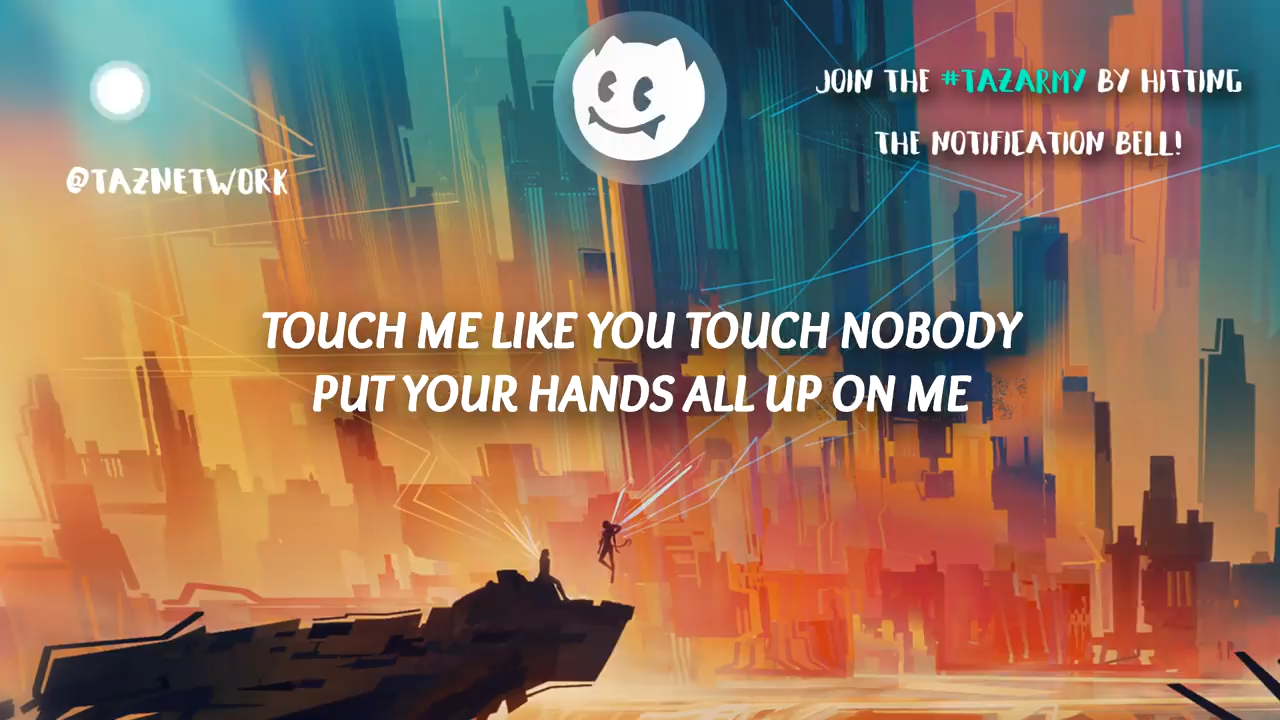 JOIN THE #TAZARMY BY HITTING
THE NOTIFICATION BELL!
@TAZNETWORK
TOUCH ME LIKE YOU TOUCH NOBODY
PUT YOUR HANDS ALL UP ON ME